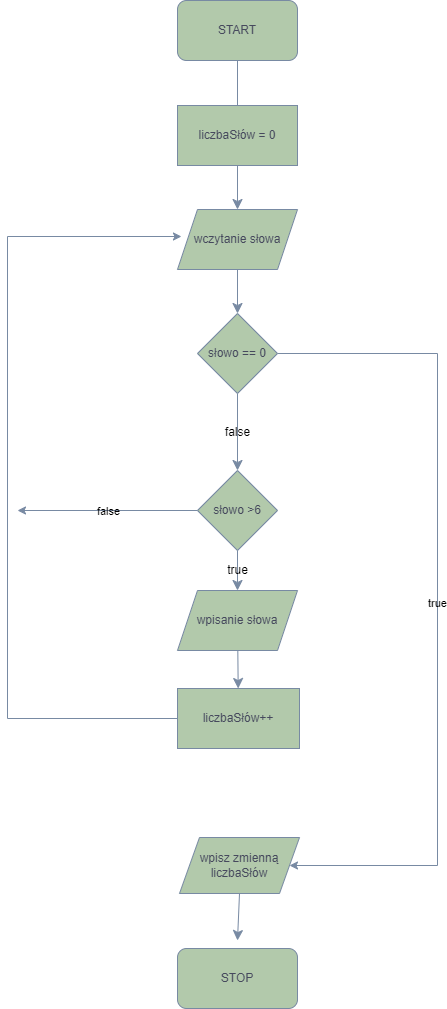 START
liczbaSłów = 0
wczytanie słowa
słowo == 0
false
słowo >6
false
true
wpisanie słowa
true
liczbaSłów++
wpisz zmienną
liczbaSłów
STOP